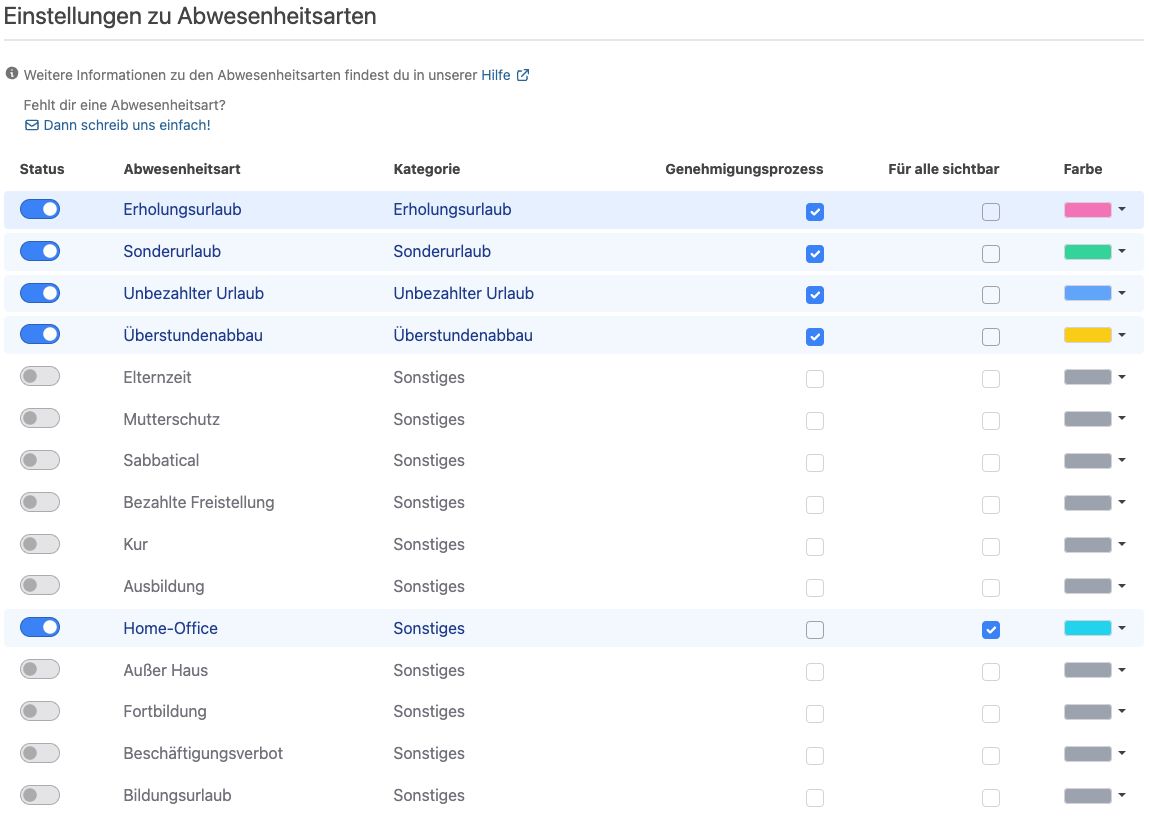 Einstellungen zu Abwesenheitsarten
Weitere Informationen zu den Abwesenheitsarten findest du in unserer Hilfe
Fehlt dir eine Abwesenheitsart?
Dann schreib uns einfach!
Status Abwesenheitsart Kategorie Genehmigungsprozess Für alle sichtbar Farbe
Erholungsurlaub Erholungsurlaub
Sonderurlaub Sonderurlaub
Unbezahlter Urlaub Unbezahlter Urlaub
Überstundenabbau Überstundenabbau
Elternzeit Sonstiges
Mutterschutz Sonstiges
Sabbatical Sonstiges
Bezahlte Freistellung Sonstiges
Kur Sonstiges
Ausbildung Sonstiges
Home-Office Sonstiges
Außer Haus Sonstiges
Fortbildung Sonstiges
Beschäftigungsverbot Sonstiges
Bildungsurlaub Sonstiges